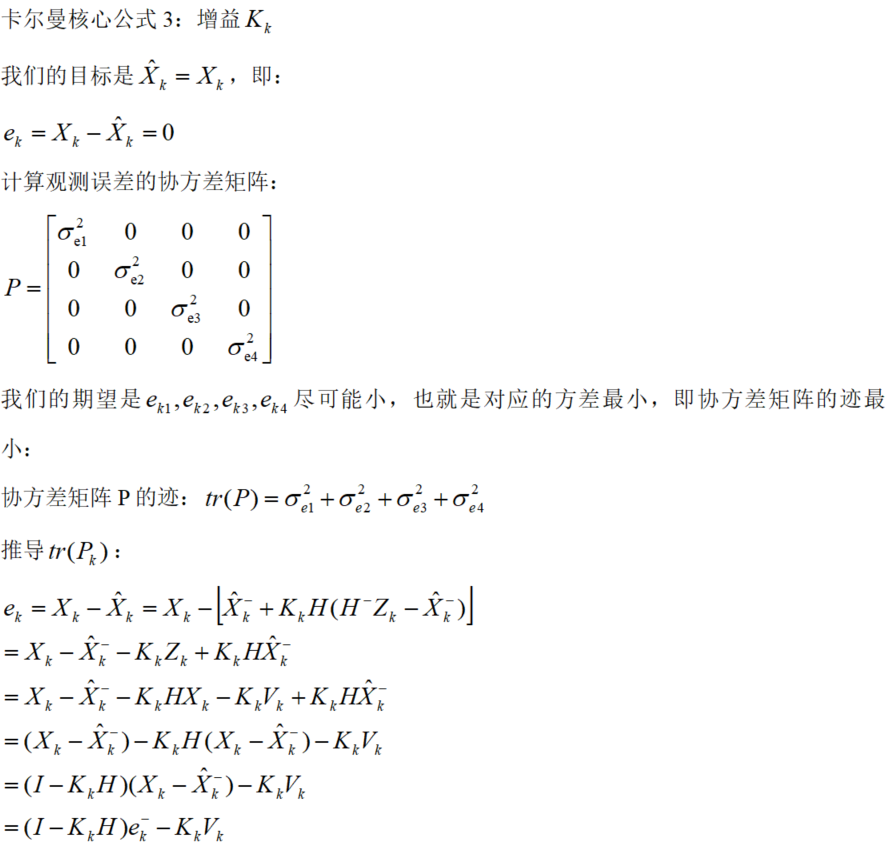 卡尔曼核心公式 3：增益 $K_k$
我们的目标是 $\hat{X}_k = X_k$，即：
$e_k = X_k - \hat{X}_k = 0$
计算观测误差的协方差矩阵：
$P = \begin{bmatrix} \sigma_{e1}^2 & 0 & 0 & 0 \\ 0 & \sigma_{e2}^2 & 0 & 0 \\ 0 & 0 & \sigma_{e3}^2 & 0 \\ 0 & 0 & 0 & \sigma_{e4}^2 \end{bmatrix}$
我们的期望是 $e_{k1}, e_{k2}, e_{k3}, e_{k4}$ 尽可能小，也就是对应的方差最小，即协方差矩阵的迹最
小：
协方差矩阵 P 的迹：$tr(P) = \sigma_{e1}^2 + \sigma_{e2}^2 + \sigma_{e3}^2 + \sigma_{e4}^2$
推导 $tr(P_k)$：
$e_k = X_k - \hat{X}_k = X_k - \left\lfloor \hat{X}_k^- + K_k H (H^- Z_k - \hat{X}_k^-) \right\rfloor$
$= X_k - \hat{X}_k^- - K_k Z_k + K_k H \hat{X}_k^-$
$= X_k - \hat{X}_k^- - K_k H X_k - K_k V_k + K_k H \hat{X}_k^-$
$= (X_k - \hat{X}_k^-) - K_k H (X_k - \hat{X}_k^-) - K_k V_k$
$= (I - K_k H)(X_k - \hat{X}_k^-) - K_k V_k$
$= (I - K_k H) e_k^- - K_k V_k$